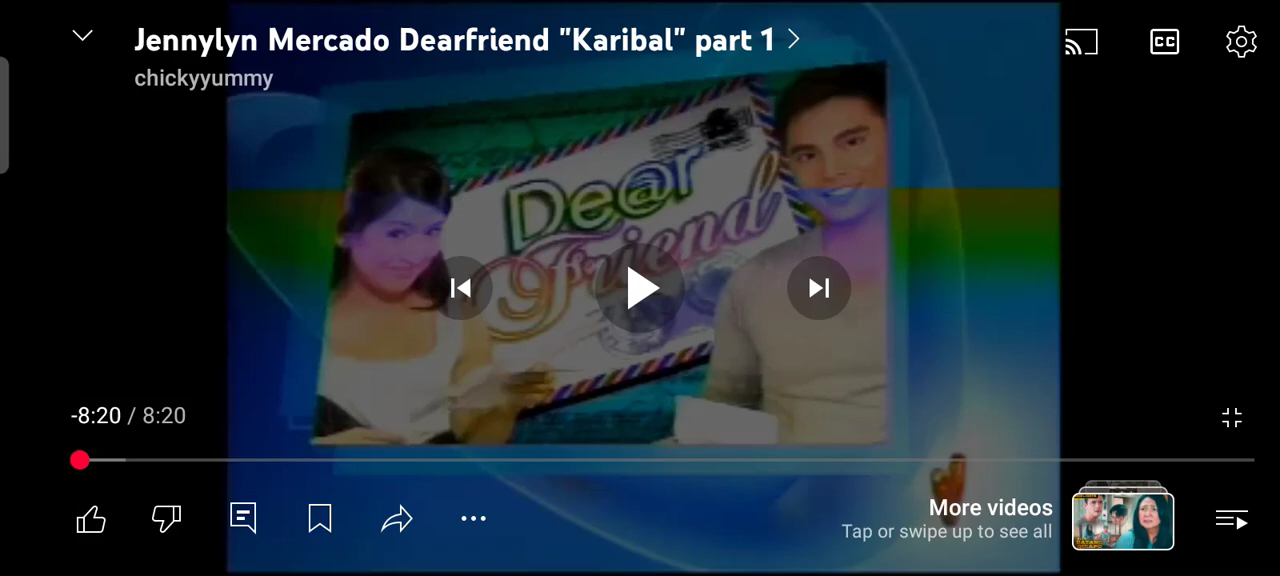 Jennylyn Mercado Dearfriend "Karibal" part 1
chickyyummy
CC
De@r
Friend
-8:20 / 8:20
More videos
Tap or swipe up to see all